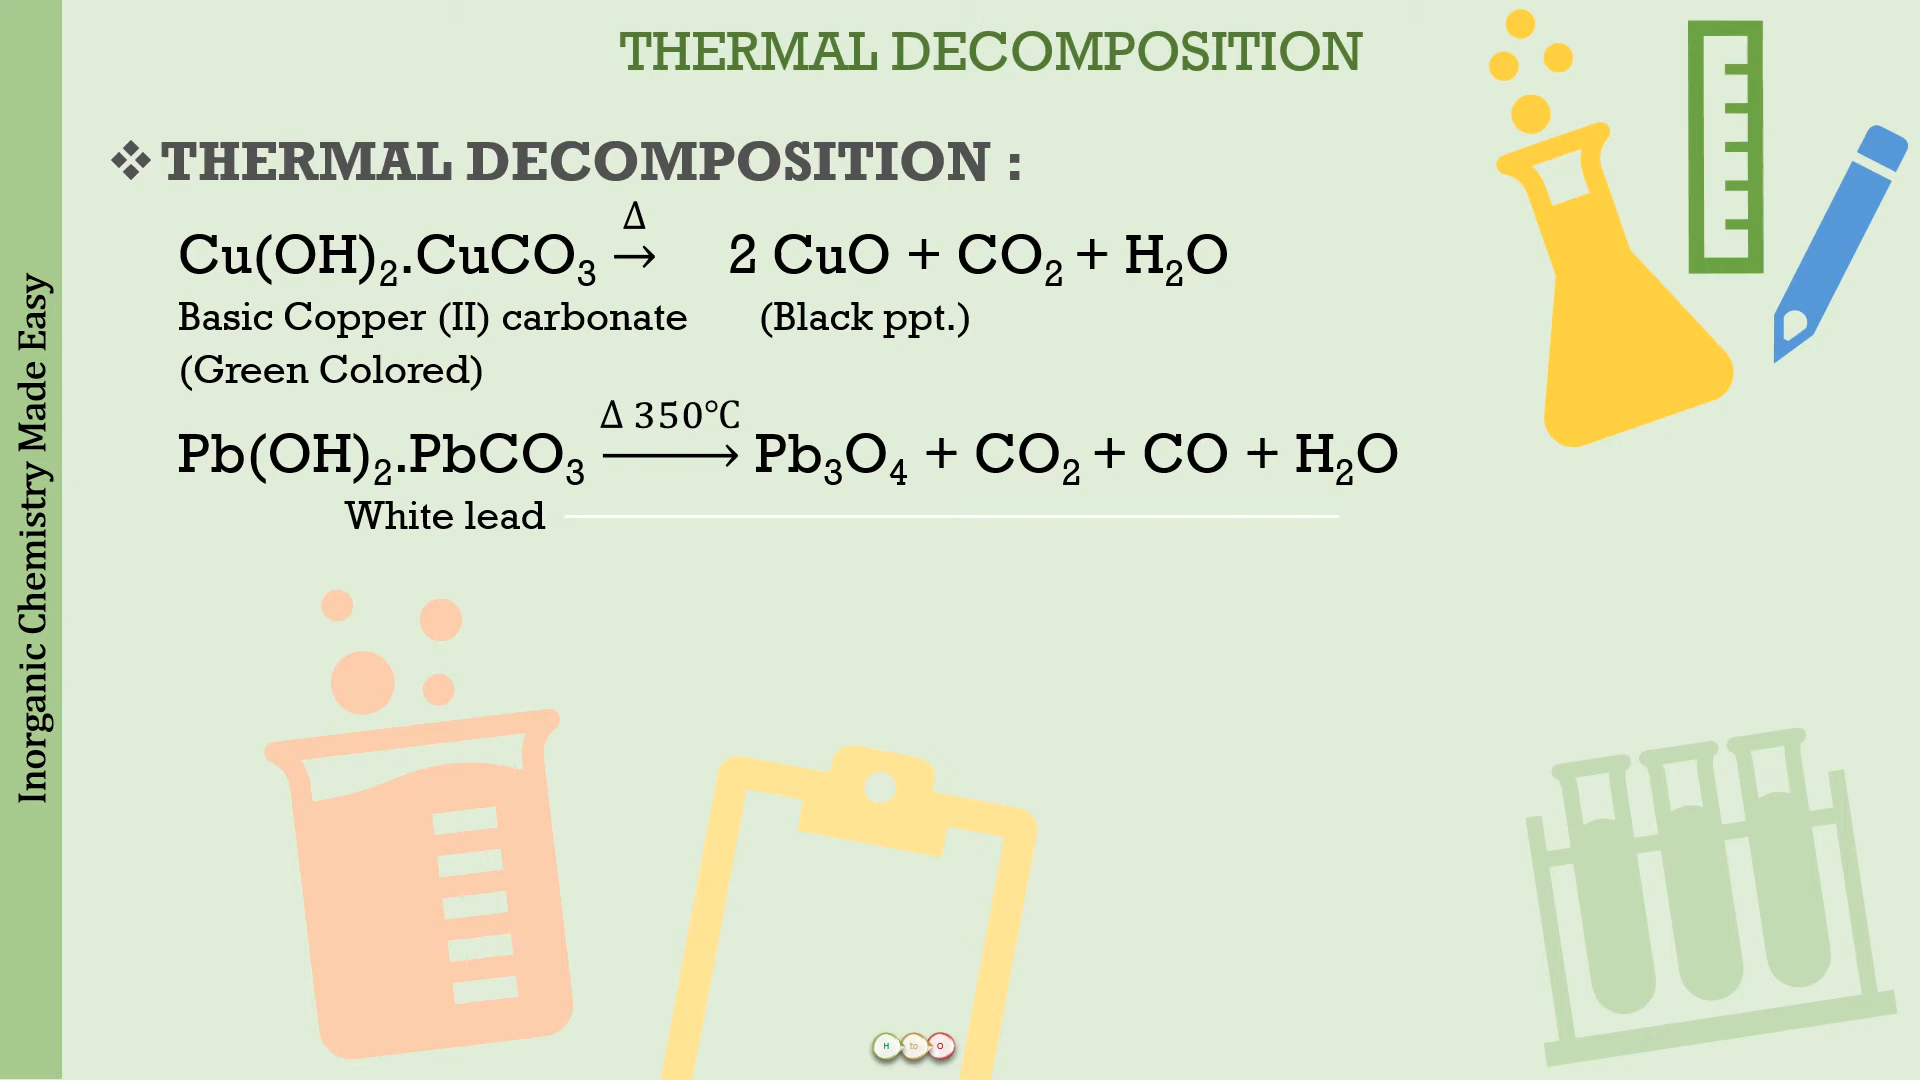 THERMAL DECOMPOSITION
❖THERMAL DECOMPOSITION :
Δ
Cu(OH)₂.CuCO₃ → 2 CuO + CO₂ + H₂O
Basic Copper (II) carbonate (Black ppt.)
(Green Colored)
Δ 350℃
Pb(OH)₂.PbCO₃ ⟶ Pb₃O₄ + CO₂ + CO + H₂O
White lead
Inorganic Chemistry Made Easy
H to O